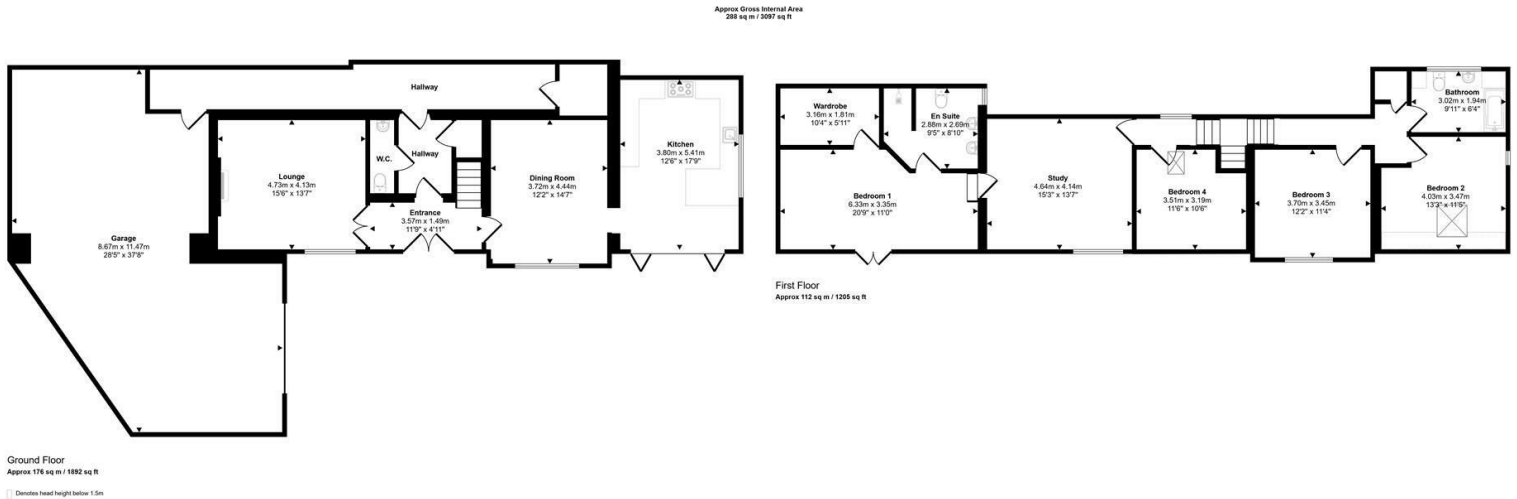 Approx Gross Internal Area
288 sq m / 3097 sq ft
Hallway
Lounge
4.73m x 4.13m
15'6" x 13'7"
W.C.
Hallway
Entrance
3.57m x 1.49m
11'9" x 4'11"
Dining Room
3.72m x 4.44m
12'2" x 14'7"
Kitchen
3.80m x 5.41m
12'6" x 17'9"
Garage
8.67m x 11.47m
28'5" x 37'8"
Ground Floor
Approx 176 sq m / 1892 sq ft
Denotes head height below 1.5m
Wardrobe
3.16m x 1.81m
10'4" x 5'11"
En Suite
2.88m x 2.69m
9'5" x 8'10"
Bedroom 1
6.33m x 3.35m
20'9" x 11'0"
Study
4.64m x 4.14m
15'3" x 13'7"
Bedroom 4
3.51m x 3.19m
11'6" x 10'6"
Bedroom 3
3.70m x 3.45m
12'2" x 11'4"
Bathroom
3.02m x 1.94m
9'11" x 6'4"
Bedroom 2
4.03m x 3.47m
13'3" x 11'5"
First Floor
Approx 112 sq m / 1205 sq ft